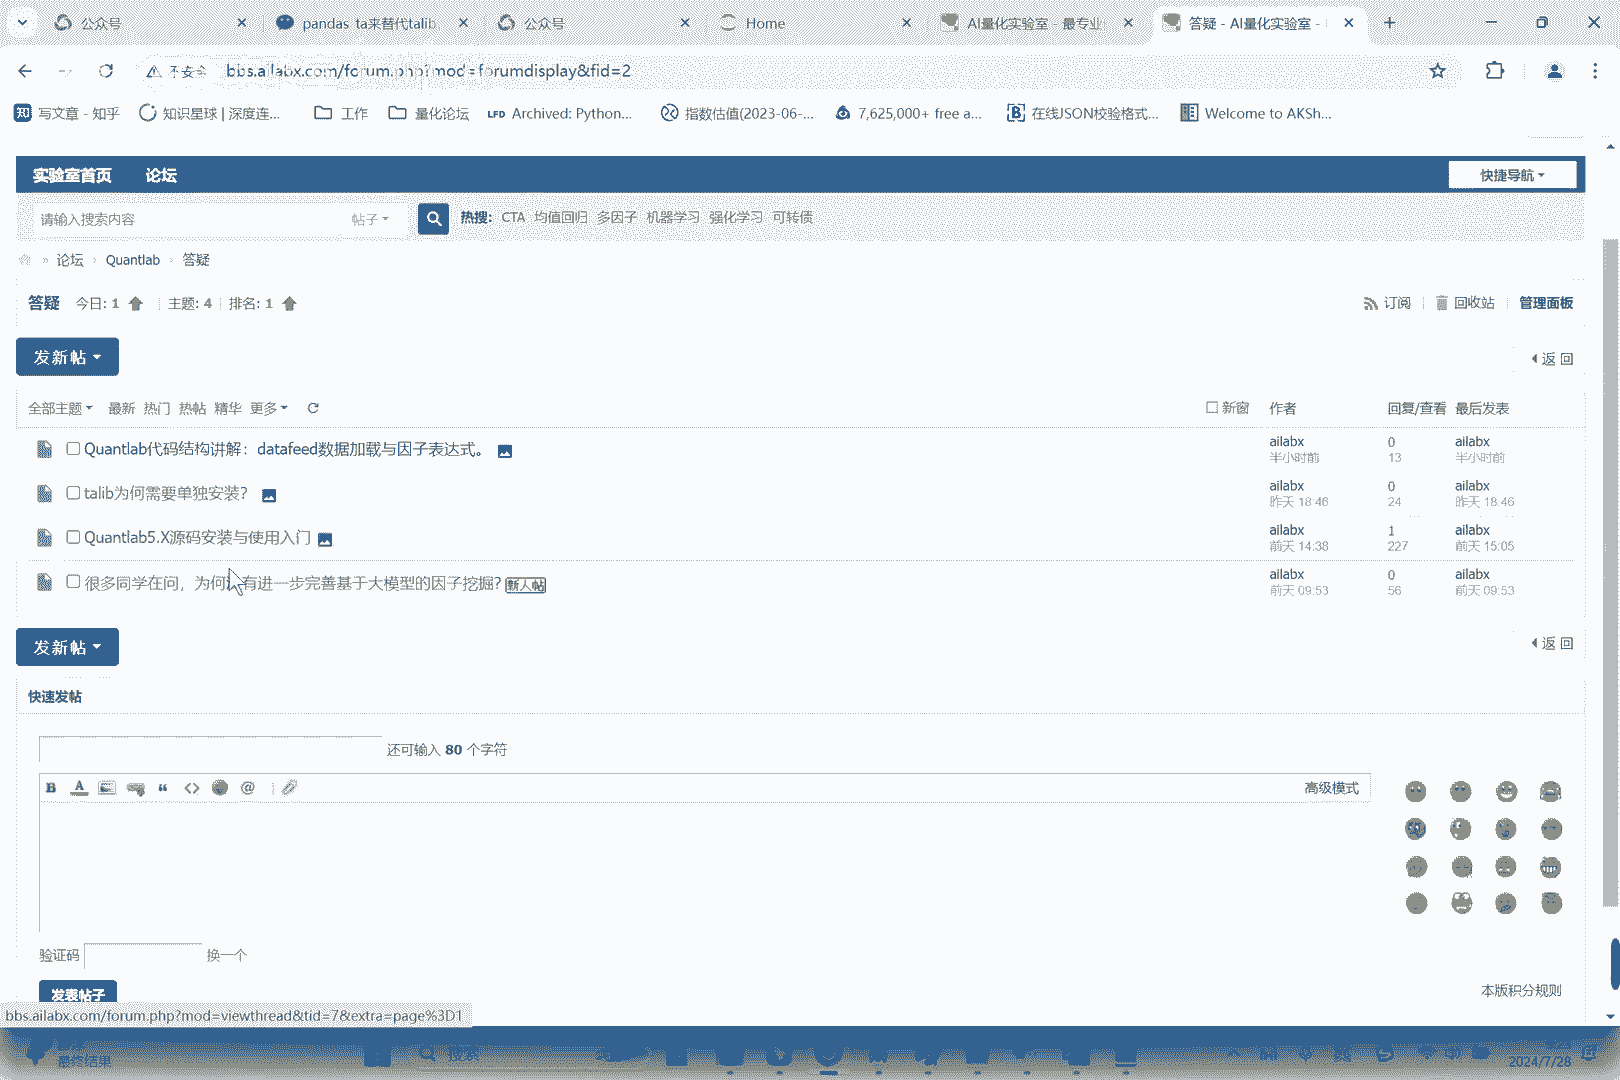 公众号
pandas_ta来替代talib
公众号
Home
AI量化实验室 - 最专业
答疑 - AI量化实验室 -
不安全
bbs.ailabx.com/forum.php?mod=forumdisplay&fid=2
写文章 - 知乎
知识星球 | 深度连...
工作
量化论坛
LFD Archived: Python...
指数估值(2023-06-...
7,625,000+ free a...
在线JSON校验格式...
Welcome to AKSh...
实验室首页 论坛
快捷导航
请输入搜索内容
帖子
热搜: CTA 均值回归 多因子 机器学习 强化学习 可转债
» 论坛 › Quantlab › 答疑
答疑 今日: 1 | 主题: 4 | 排名: 1
订阅 | 回收站 | 管理面板
发新帖
返 回
全部主题 最新 热门 热帖 精华 更多
新窗 作者 回复/查看 最后发表
Quantlab代码结构讲解：datafeed数据加载与因子表达式。
ailabx 0 ailabx
半小时前 13 半小时前
talib为何需要单独安装?
ailabx 0 ailabx
昨天 18:46 24 昨天 18:46
Quantlab5.X源码安装与使用入门
ailabx 1 ailabx
前天 14:38 227 前天 15:05
很多同学在问，为何 有进一步完善基于大模型的因子挖掘? 新人帖
ailabx 0 ailabx
前天 09:53 56 前天 09:53
发新帖
返 回
快速发帖
还可输入 80 个字符
B A “ <> @
高级模式
验证码 换一个
发表帖子
本版积分规则
bbs.ailabx.com/forum.php?mod=viewthread&tid=7&extra=page%3D1
最终结果
搜索
2024/7/28